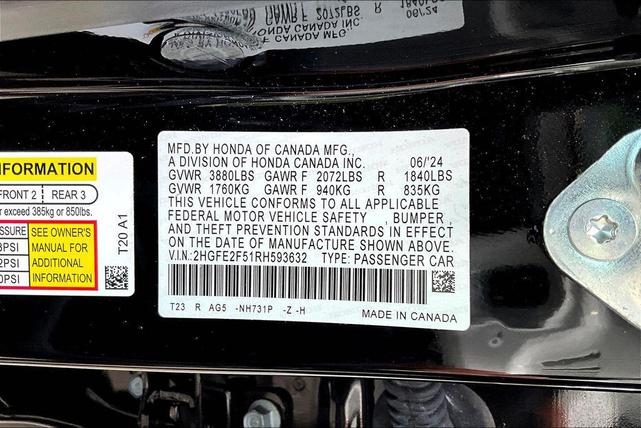 MFD.BY HONDA OF CANADA MFG.,
A DIVISION OF HONDA CANADA INC. 06/'24
GVWR 3880LBS GAWR F 2072LBS R 1840LBS
GVWR 1760KG GAWR F 940KG R 835KG
THIS VEHICLE CONFORMS TO ALL APPLICABLE
FEDERAL MOTOR VEHICLE SAFETY , BUMPER,
AND THEFT PREVENTION STANDARDS IN EFFECT
ON THE DATE OF MANUFACTURE SHOWN ABOVE.
V.I.N.:2HGFE2F51RH593632 TYPE: PASSENGER CAR
T23 R AG5 -NH731P -Z -H
MADE IN CANADA
FORMATION
FRONT 2 REAR 3
exceed 385kg or 850lbs.
SEE OWNER'S
MANUAL FOR
ADDITIONAL
INFORMATION
T20 A1